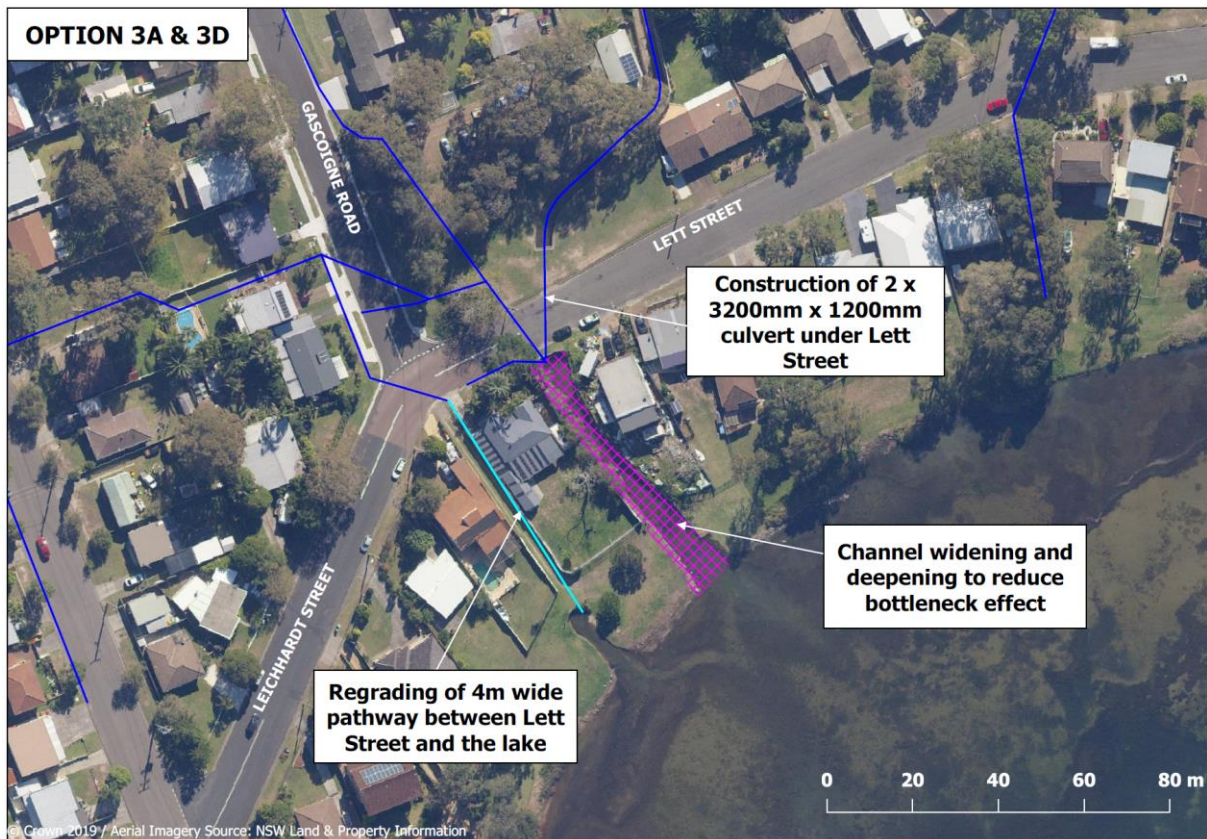 OPTION 3A & 3D
GASCOIGNE ROAD
LETT STREET
Construction of 2 x
3200mm x 1200mm
culvert under Lett
Street
Channel widening and
deepening to reduce
bottleneck effect
LEICHHARDT STREET
Regrading of 4m wide
pathway between Lett
Street and the lake
0 20 40 60 80 m
© Crown 2019 / Aerial Imagery Source: NSW Land & Property Information